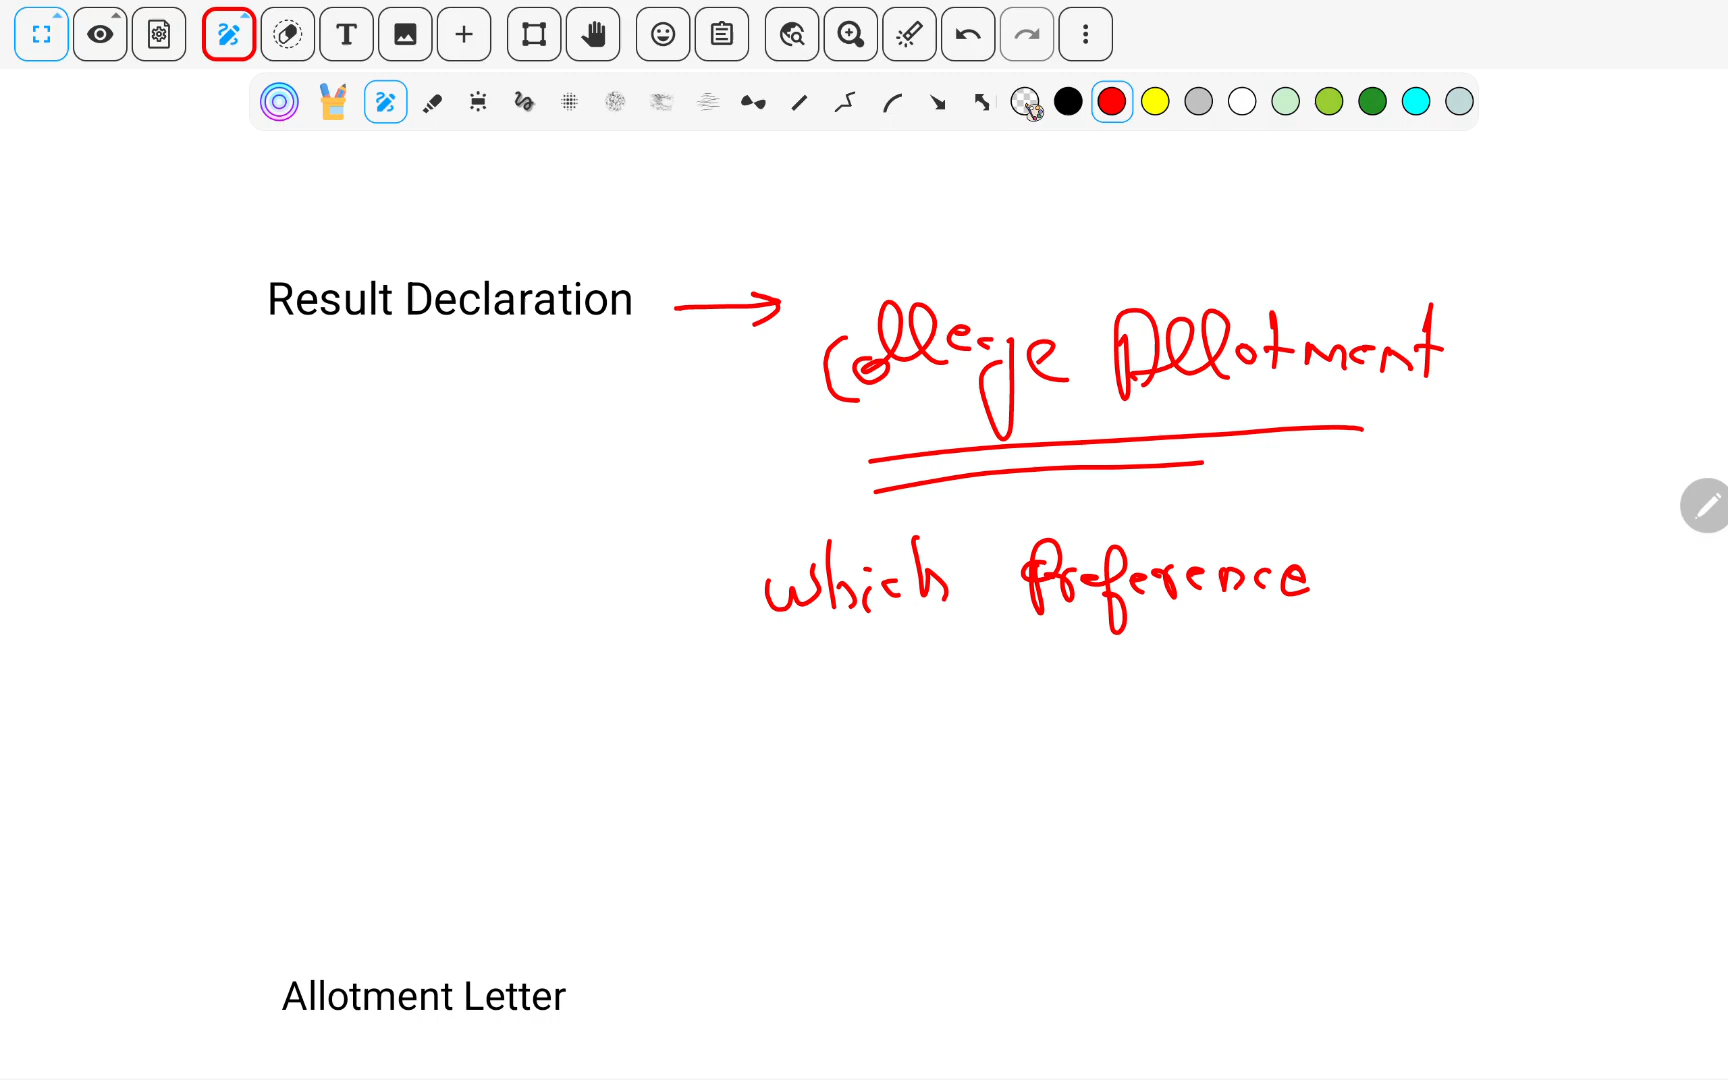 Result Declaration
College Allotment
which Preference
Allotment Letter